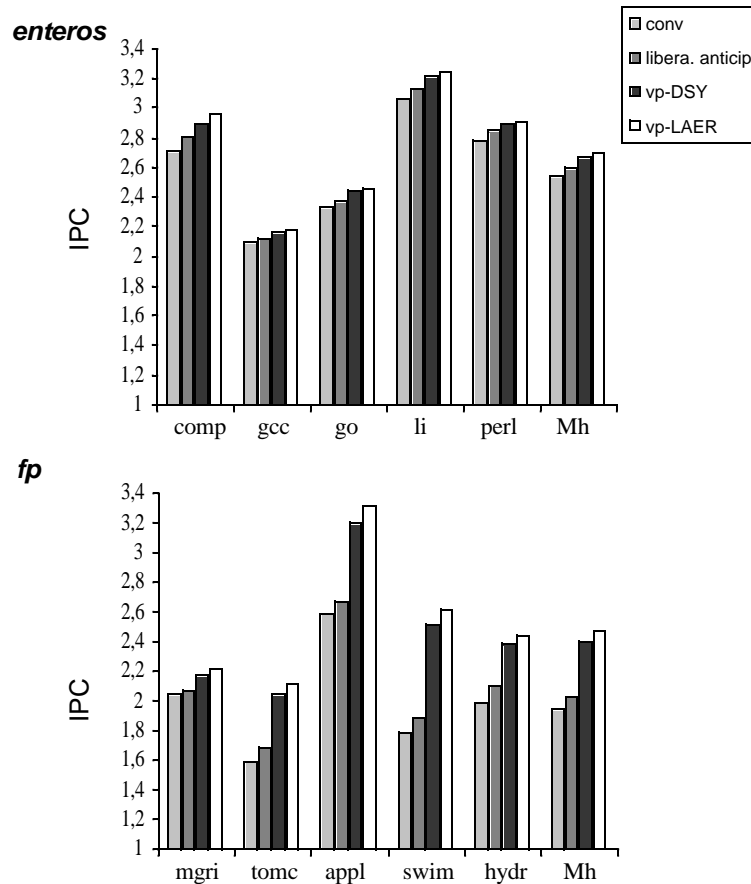 enteros
conv
libera. anticip
vp-DSY
vp-LAER
3,4
3,2
3
2,8
2,6
2,4
2,2
2
1,8
1,6
1,4
1,2
1
IPC
comp gcc go li perl Mh
fp
3,4
3,2
3
2,8
2,6
2,4
2,2
2
1,8
1,6
1,4
1,2
1
IPC
mgri tomc appl swim hydr Mh